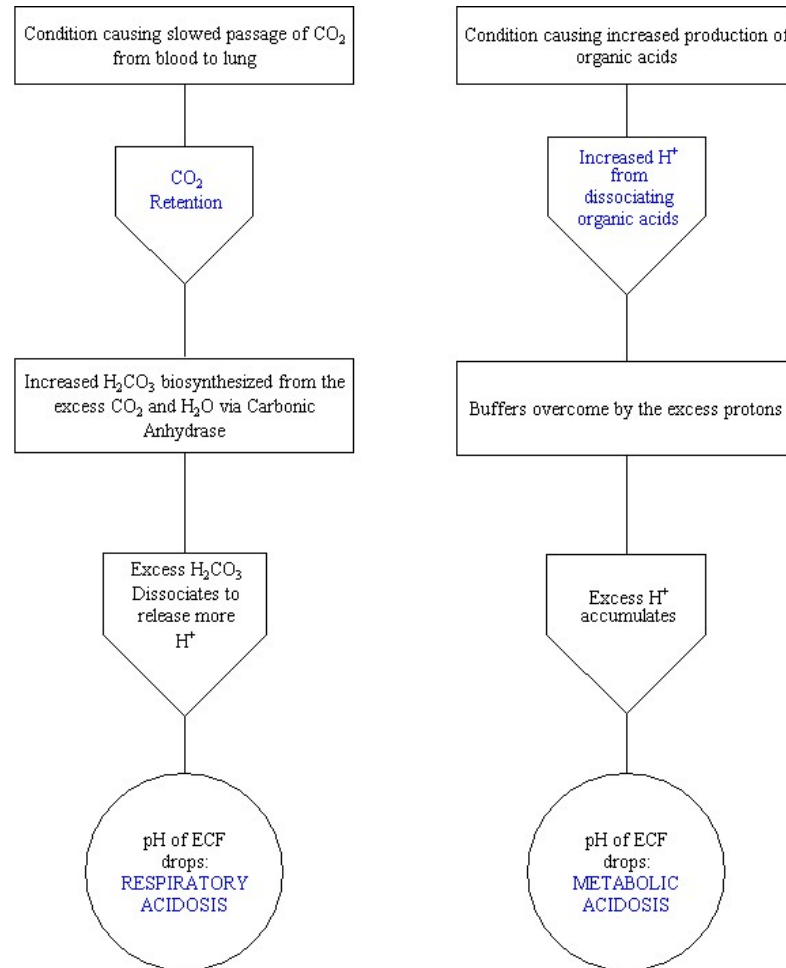 Condition causing slowed passage of CO₂
from blood to lung
CO₂
Retention
Increased H₂CO₃ biosynthesized from the
excess CO₂ and H₂O via Carbonic
Anhydrase
Excess H₂CO₃
Dissociates to
release more
H⁺
pH of ECF
drops:
RESPIRATORY
ACIDOSIS
Condition causing increased production of
organic acids
Increased H⁺
from
dissociating
organic acids
Buffers overcome by the excess protons
Excess H⁺
accumulates
pH of ECF
drops:
METABOLIC
ACIDOSIS